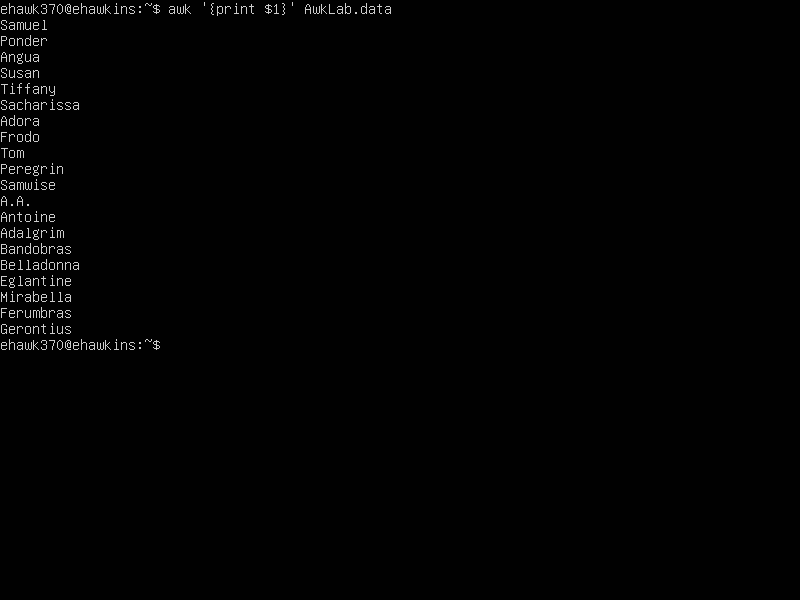 ehawk370@ehawkins:~$ awk '{print $1}' AwkLab.data
Samuel
Ponder
Angua
Susan
Tiffany
Sacharissa
Adora
Frodo
Tom
Peregrin
Samwise
A.A.
Antoine
Adalgrim
Bandobras
Belladonna
Eglantine
Mirabella
Ferumbras
Gerontius
ehawk370@ehawkins:~$